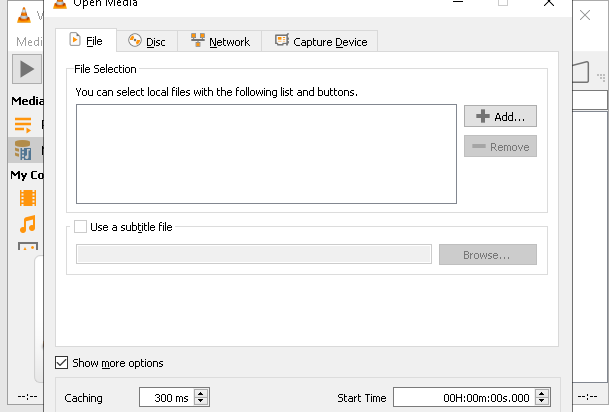 Open Media
Medi
File
Disc
Network
Capture Device
File Selection
You can select local files with the following list and buttons.
Media
Add...
Remove
My Co
Use a subtitle file
Browse...
Show more options
--:--
Caching
300 ms
Start Time
00H:00m:00s.000
--:--